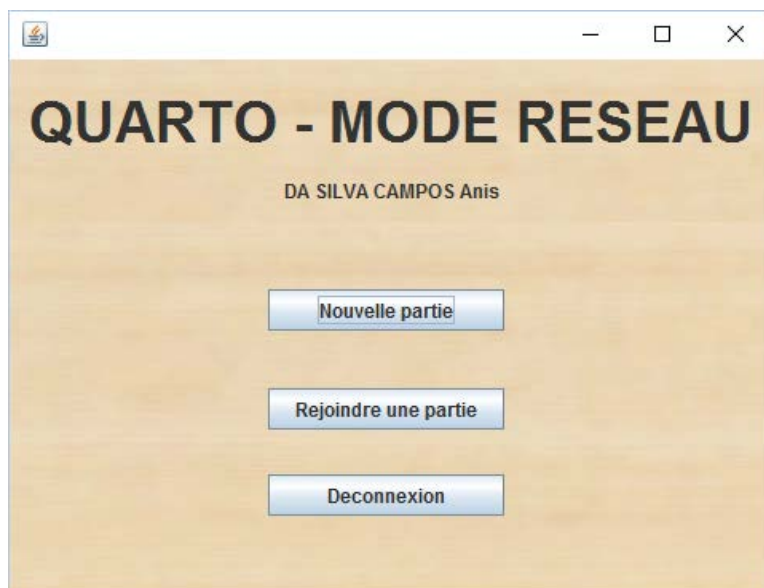 QUARTO - MODE RESEAU
DA SILVA CAMPOS Anis
Nouvelle partie
Rejoindre une partie
Deconnexion